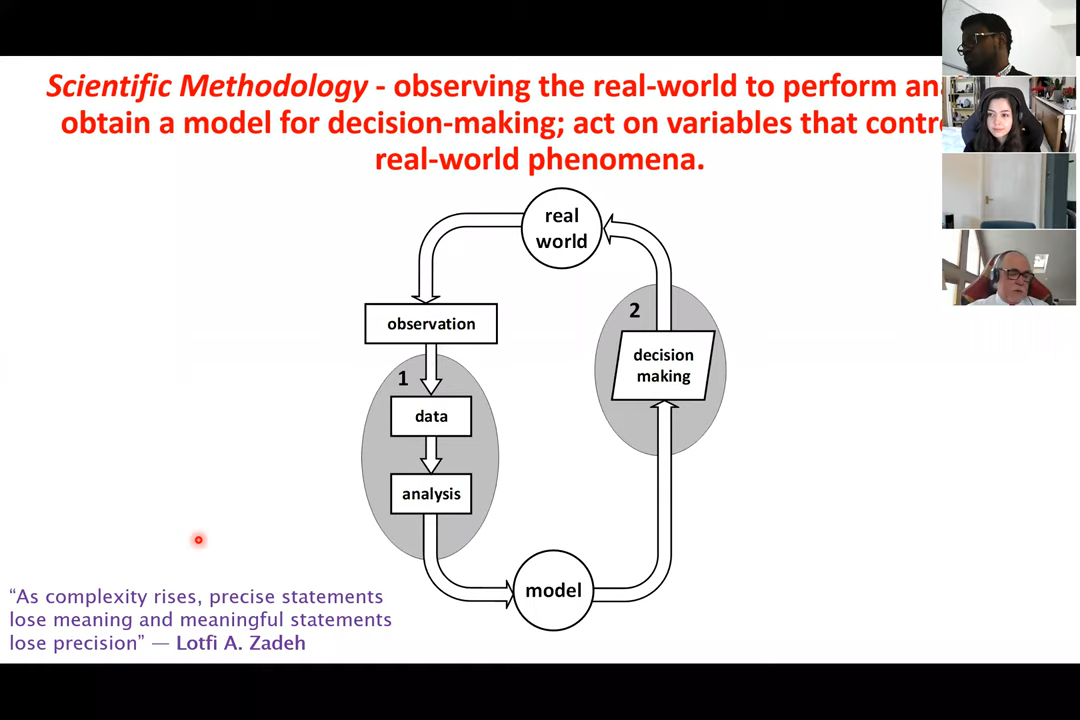 Scientific Methodology - observing the real-world to perform
obtain a model for decision-making; act on variables that
real-world phenomena.
real
world
observation
1
data
analysis
model
2
decision
making
“As complexity rises, precise statements
lose meaning and meaningful statements
lose precision” — Lotfi A. Zadeh